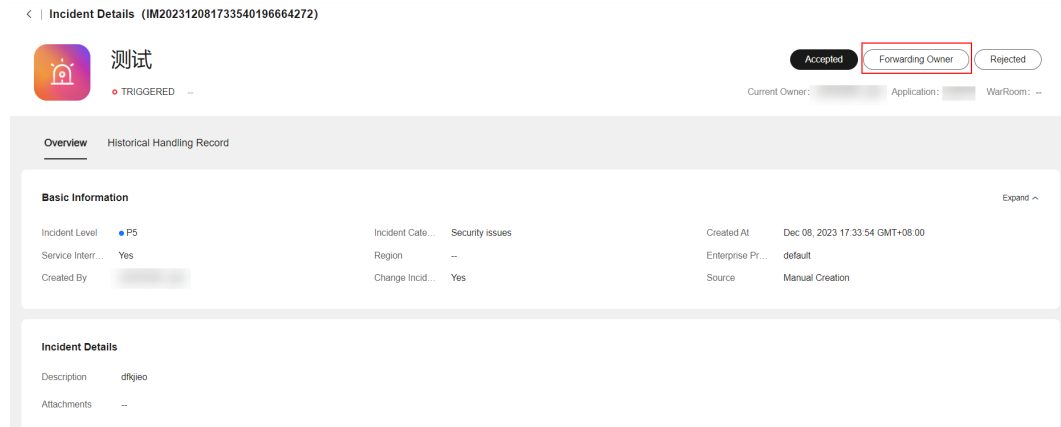 < | Incident Details（IM20231208173354019666​4272）
测试
Accepted Forwarding Owner Rejected
TRIGGERED --
Current Owner: Application: WarRoom: --
Overview Historical Handling Record
Basic Information Expand
Incident Level P5 Incident Cate... Security issues Created At Dec 08, 2023 17:33:54 GMT+08:00
Service Interr... Yes Region -- Enterprise Pr... default
Created By Change Incid... Yes Source Manual Creation
Incident Details
Description dfkjieo
Attachments --